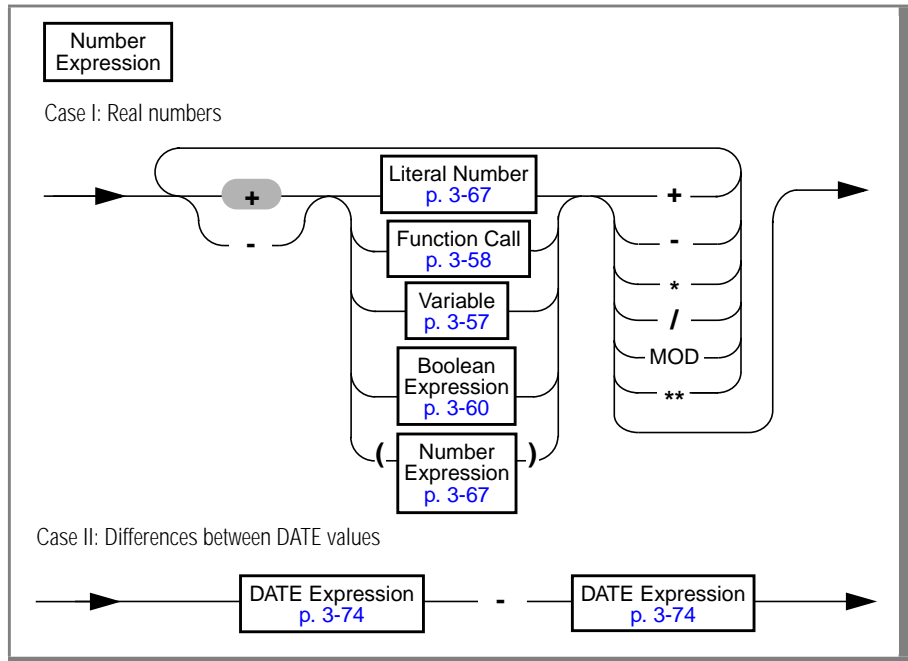 Number
Expression
Case I: Real numbers
+
-
Literal Number
p. 3-67
Function Call
p. 3-58
Variable
p. 3-57
Boolean
Expression
p. 3-60
( Number )
Expression
p. 3-67
+
-
*
/
MOD
**
Case II: Differences between DATE values
DATE Expression
p. 3-74
-
DATE Expression
p. 3-74